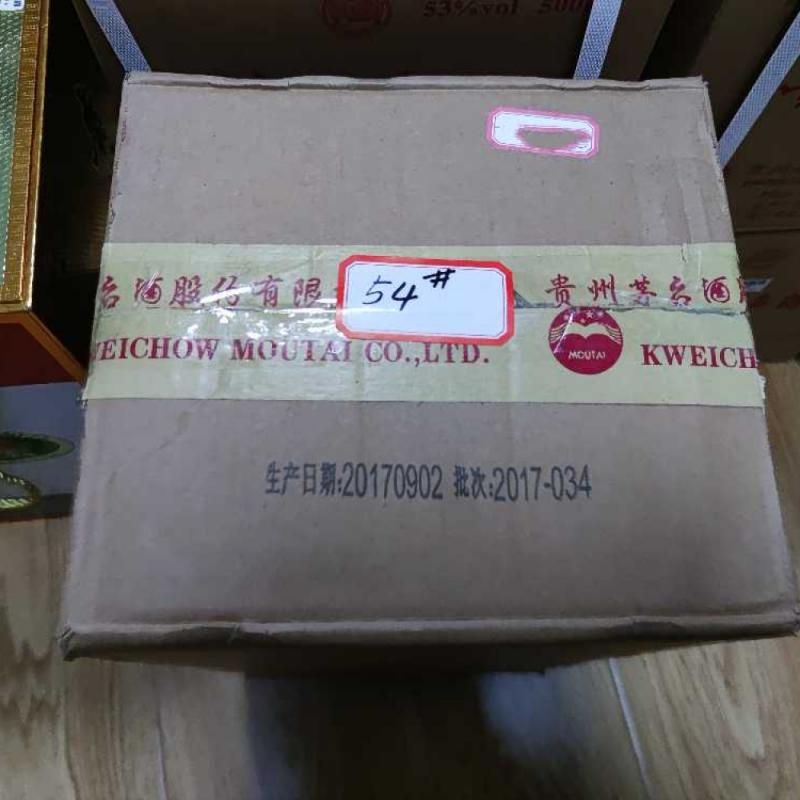 53%vol 500
台酒股份有限
54#
贵州茅台酒
WEICHOW MOUTAI CO.,LTD.
MOUTAI
KWEICH
生产日期:20170902 批次:2017-034